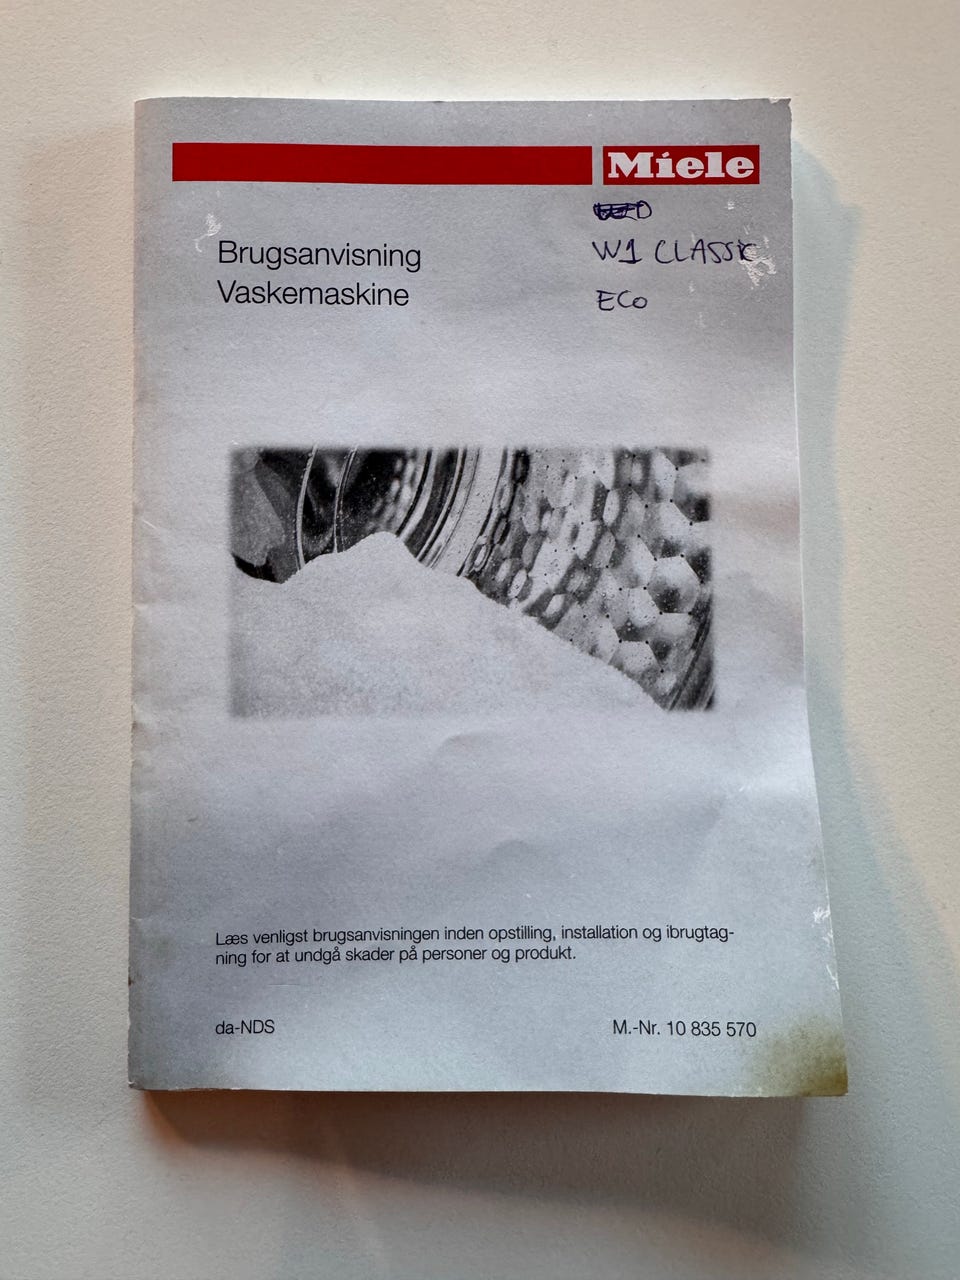 Miele
W1 CLASSIC
ECo
Brugsanvisning
Vaskemaskine
Læs venligst brugsanvisningen inden opstilling, installation og ibrugtag-
ning for at undgå skader på personer og produkt.
da-NDS
M.-Nr. 10 835 570